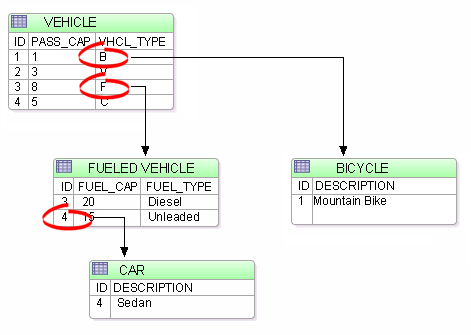 VEHICLE
ID PASS_CAP VHCL_TYPE
1 1 B
2 3 V
3 8 F
4 5 C
FUELED VEHICLE
ID FUEL_CAP FUEL_TYPE
3 20 Diesel
4 15 Unleaded
BICYCLE
ID DESCRIPTION
1 Mountain Bike
CAR
ID DESCRIPTION
4 Sedan